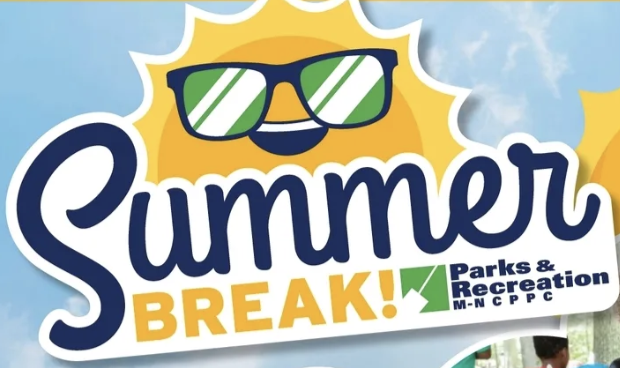 Summer
BREAK!
Parks &
Recreation
M-NCPPC